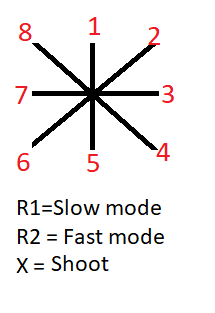 8 1 2
7 3
6 5 4
R1=Slow mode
R2 = Fast mode
X = Shoot